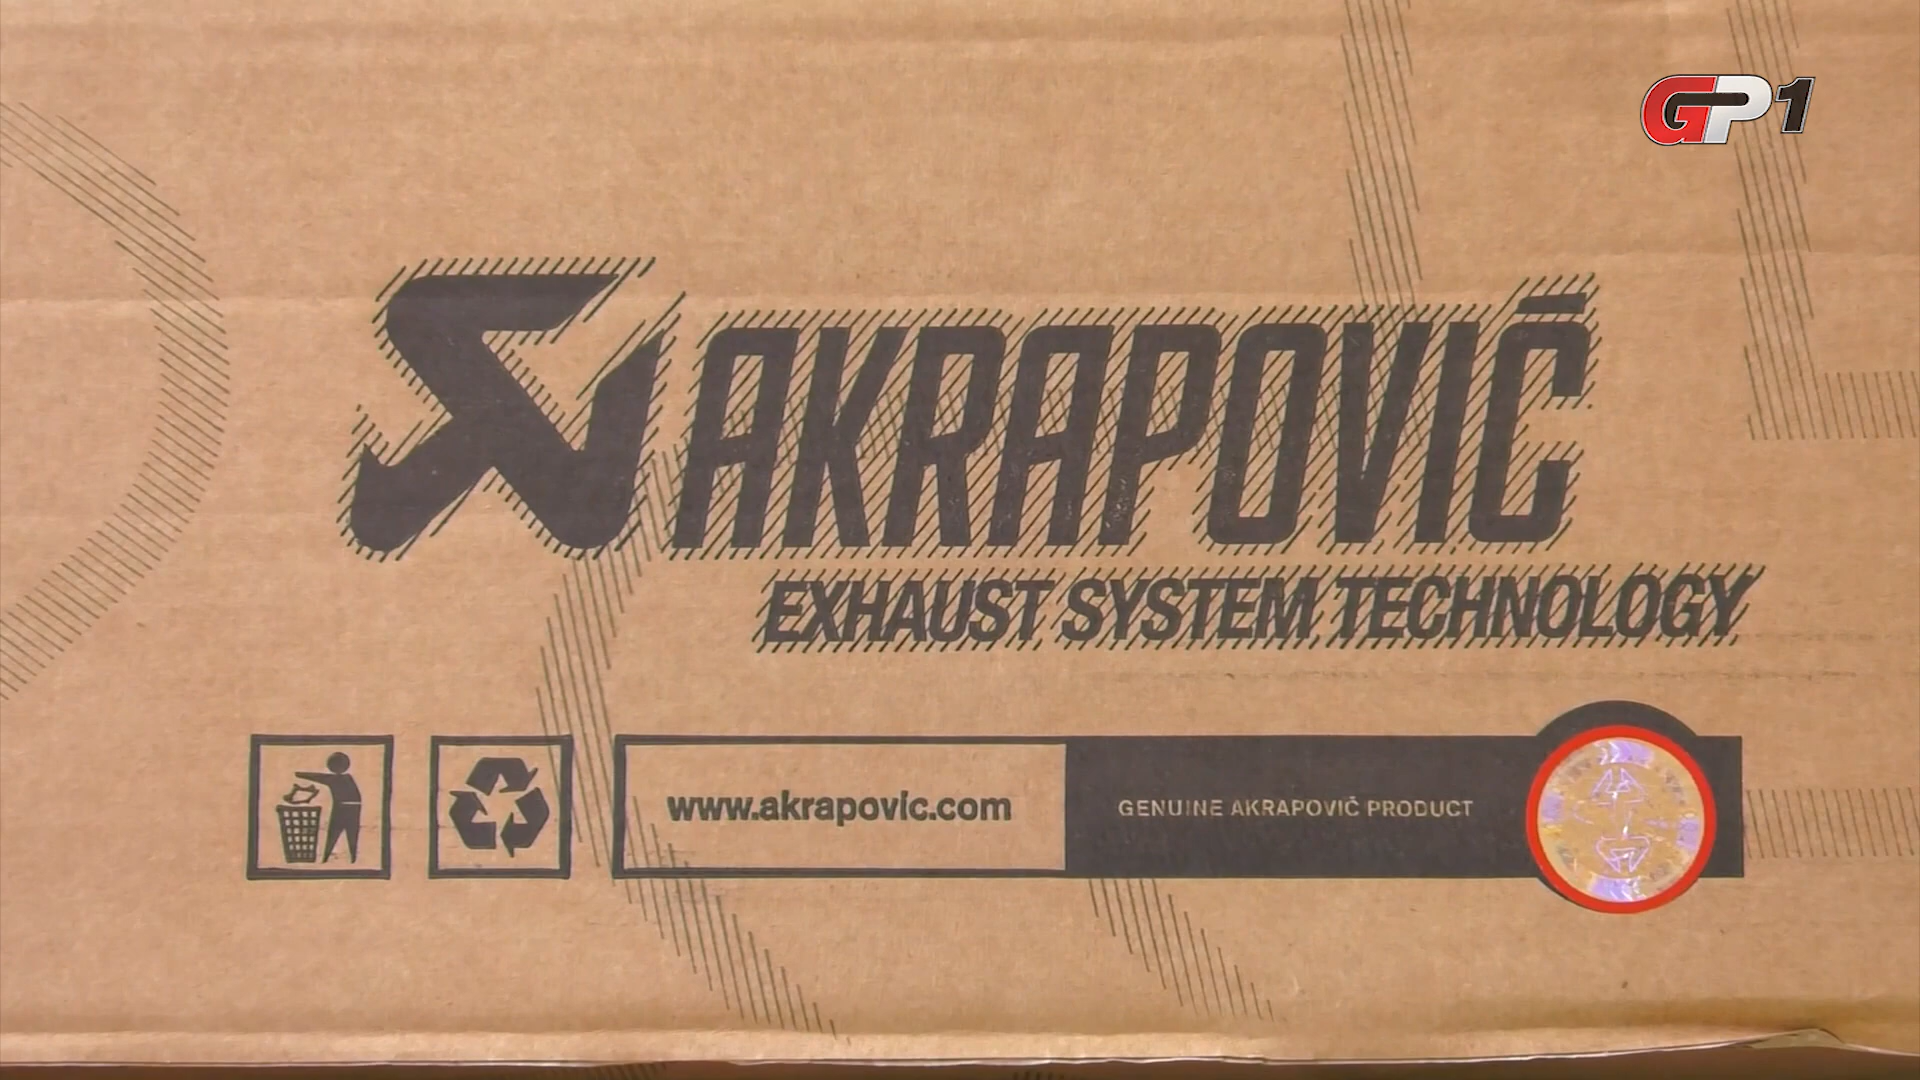 GP1
AKRAPOVIČ
EXHAUST SYSTEM TECHNOLOGY
www.akrapovic.com
GENUINE AKRAPOVIČ PRODUCT